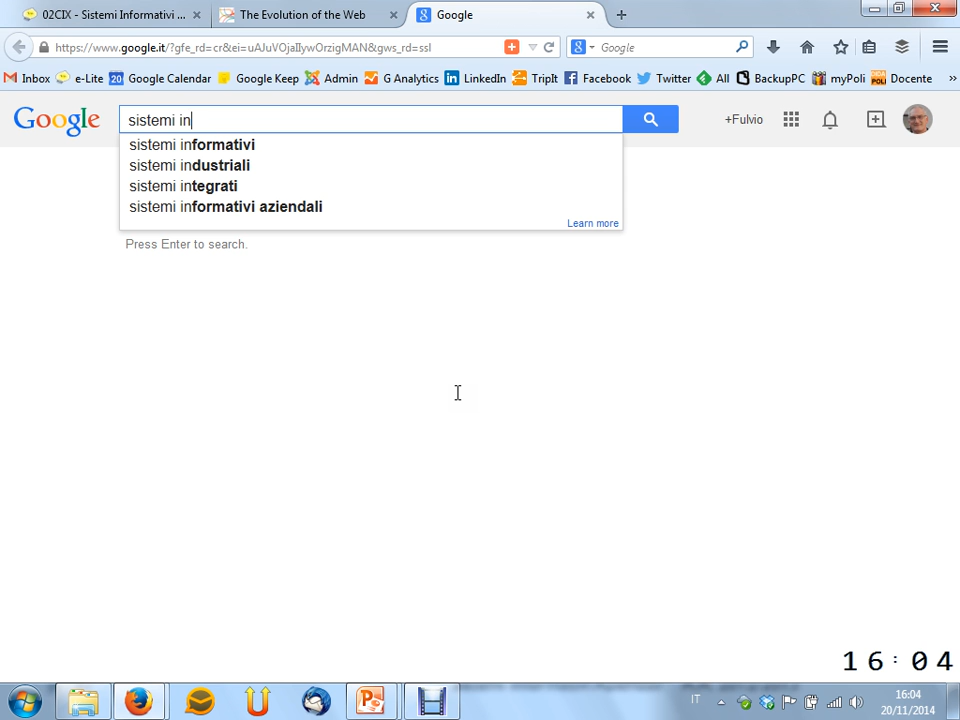 02CIX - Sistemi Informativi ...
The Evolution of the Web
Google
https://www.google.it/?gfe_rd=cr&ei=uAJuVOjaIIywOrzigMAN&gws_rd=ssl
Google
Inbox e-Lite Google Calendar Google Keep Admin G Analytics LinkedIn TripIt Facebook Twitter All BackupPC myPoli Docente »
Google
sistemi in
+Fulvio
sistemi informativi
sistemi industriali
sistemi integrati
sistemi informativi aziendali
Learn more
Press Enter to search.
16:04
IT
16:04
20/11/2014